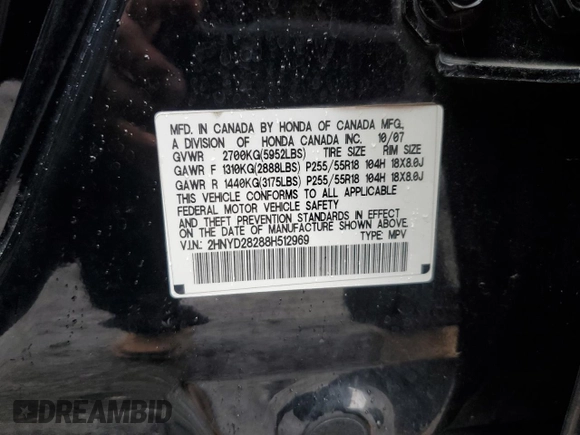 MFD. IN CANADA BY HONDA OF CANADA MFG.,
A DIVISION OF HONDA CANADA INC. 10/07
GVWR 2700KG(5952LBS) TIRE SIZE RIM SIZE
GAWR F 1310KG(2888LBS) P255/55R18 104H 18X8.0J
GAWR R 1440KG(3175LBS) P255/55R18 104H 18X8.0J
THIS VEHICLE CONFORMS TO ALL APPLICABLE
FEDERAL MOTOR VEHICLE SAFETY
AND THEFT PREVENTION STANDARDS IN EFFECT
ON THE DATE OF MANUFACTURE SHOWN ABOVE.
V.I.N.: 2HNYD28288H512969 TYPE: MPV
DREAMBID